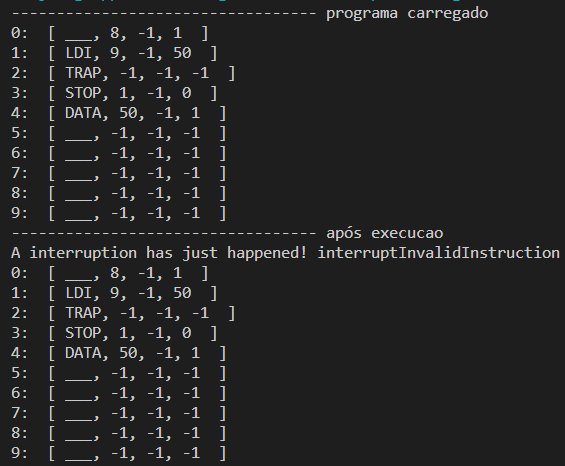 ---------------------------------- programa carregado
0:  [ ___, 8, -1, 1  ]
1:  [ LDI, 9, -1, 50  ]
2:  [ TRAP, -1, -1, -1  ]
3:  [ STOP, 1, -1, 0  ]
4:  [ DATA, 50, -1, 1  ]
5:  [ ___, -1, -1, -1  ]
6:  [ ___, -1, -1, -1  ]
7:  [ ___, -1, -1, -1  ]
8:  [ ___, -1, -1, -1  ]
9:  [ ___, -1, -1, -1  ]
---------------------------------- após execucao
A interruption has just happened! interruptInvalidInstruction
0:  [ ___, 8, -1, 1  ]
1:  [ LDI, 9, -1, 50  ]
2:  [ TRAP, -1, -1, -1  ]
3:  [ STOP, 1, -1, 0  ]
4:  [ DATA, 50, -1, 1  ]
5:  [ ___, -1, -1, -1  ]
6:  [ ___, -1, -1, -1  ]
7:  [ ___, -1, -1, -1  ]
8:  [ ___, -1, -1, -1  ]
9:  [ ___, -1, -1, -1  ]